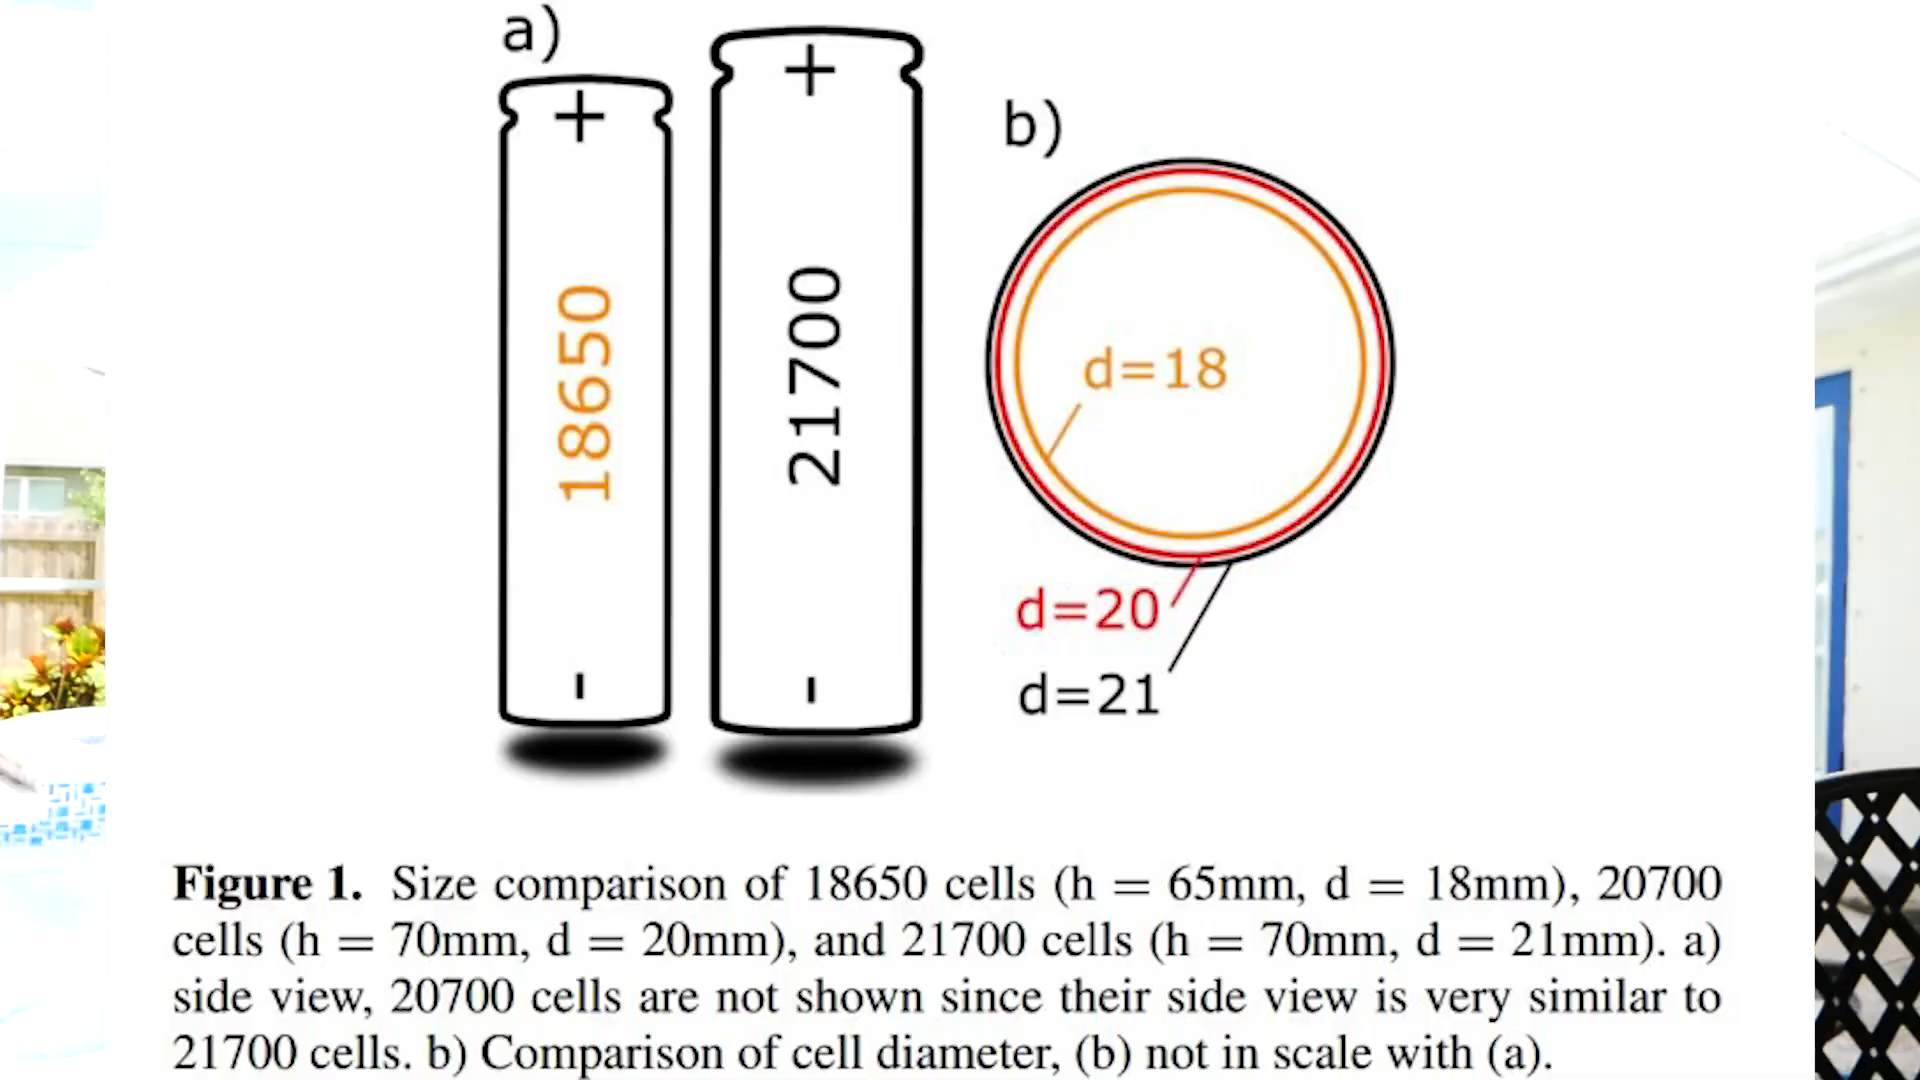 a)
+
+
18650
21700
-
-
b)
d=18
d=20
d=21
Figure 1. Size comparison of 18650 cells (h = 65mm, d = 18mm), 20700
cells (h = 70mm, d = 20mm), and 21700 cells (h = 70mm, d = 21mm). a)
side view, 20700 cells are not shown since their side view is very similar to
21700 cells. b) Comparison of cell diameter, (b) not in scale with (a).